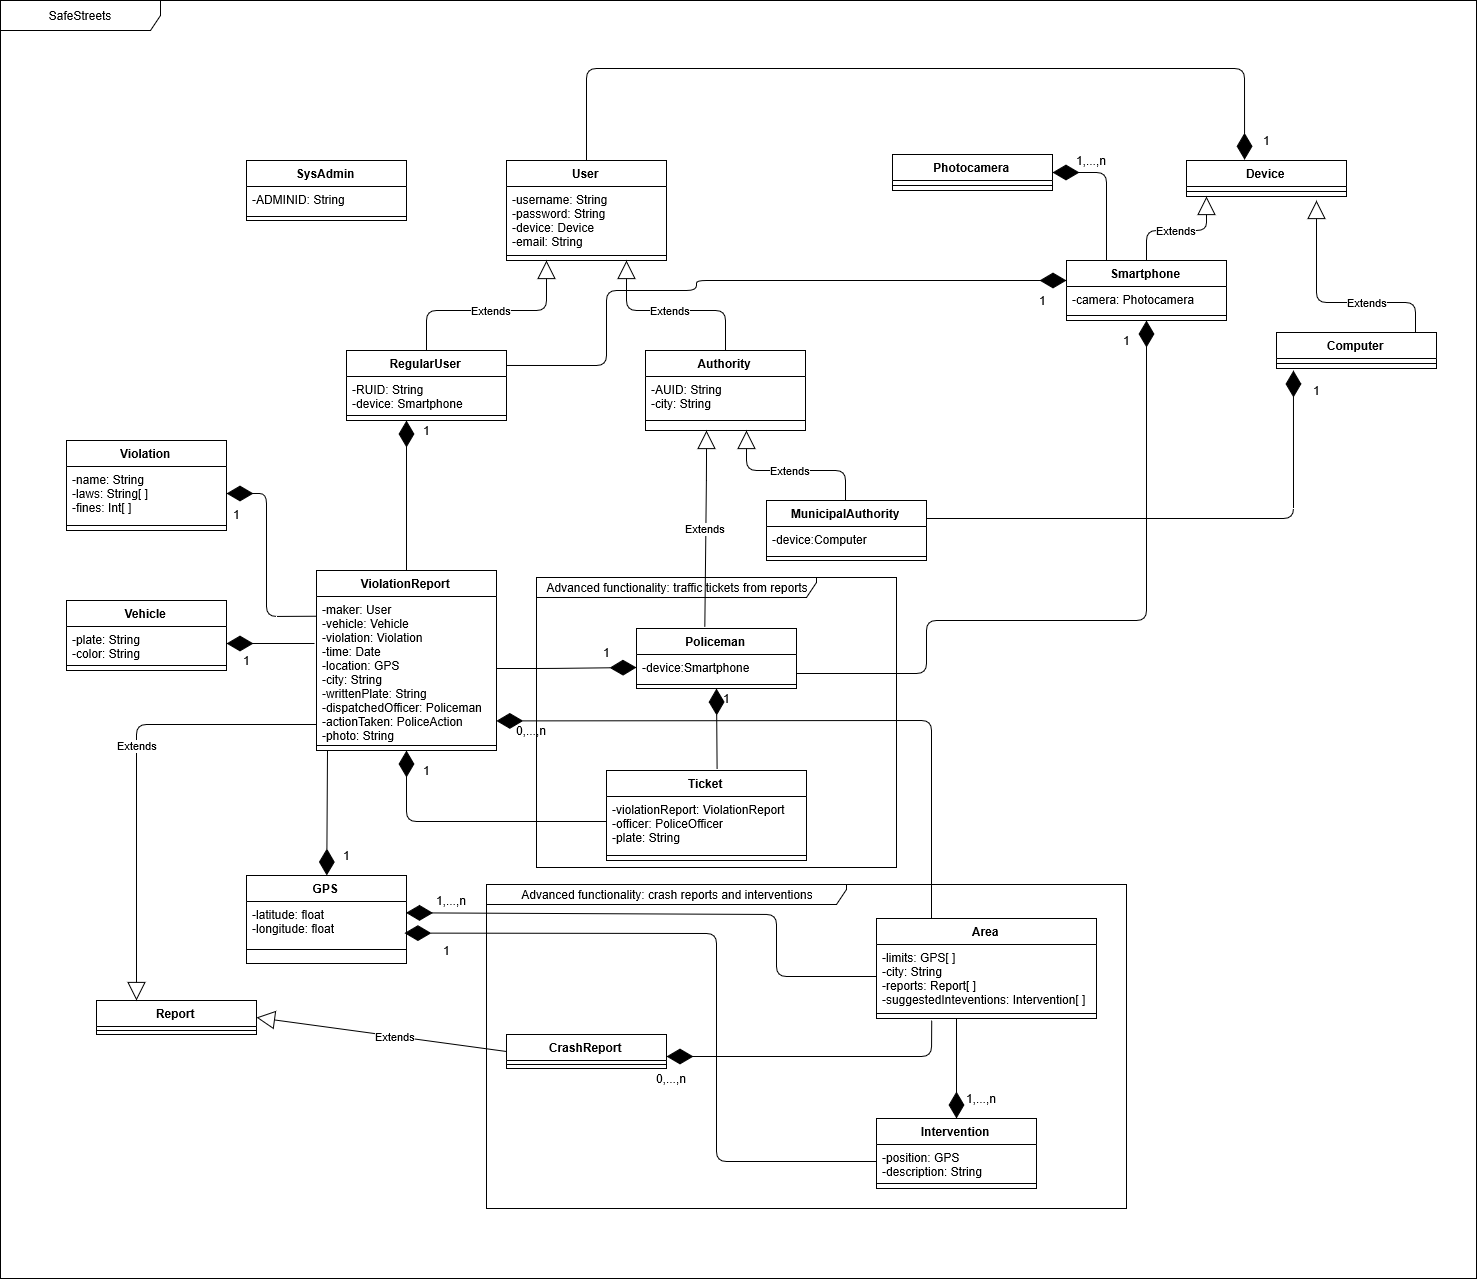 SafeStreets
1
SysAdmin
-ADMINID: String
User
-username: String
-password: String
-device: Device
-email: String
Photocamera
1,...,n
Device
Extends
Smartphone
-camera: Photocamera
1
Extends
Computer
1
1
Extends
Extends
RegularUser
-RUID: String
-device: Smartphone
1
Authority
-AUID: String
-city: String
Extends
MunicipalAuthority
-device:Computer
Extends
Violation
-name: String
-laws: String[ ]
-fines: Int[ ]
1
Vehicle
-plate: String
-color: String
1
ViolationReport
-maker: User
-vehicle: Vehicle
-violation: Violation
-time: Date
-location: GPS
-city: String
-writtenPlate: String
-dispatchedOfficer: Policeman
-actionTaken: PoliceAction
-photo: String
Advanced functionality: traffic tickets from reports
1
Policeman
-device:Smartphone
1
0,...,n
Extends
1
Ticket
-violationReport: ViolationReport
-officer: PoliceOfficer
-plate: String
1
GPS
-latitude: float
-longitude: float
1,...,n
1
Advanced functionality: crash reports and interventions
Area
-limits: GPS[ ]
-city: String
-reports: Report[ ]
-suggestedInteventions: Intervention[ ]
Report
Extends
CrashReport
0,...,n
1,...,n
Intervention
-position: GPS
-description: String